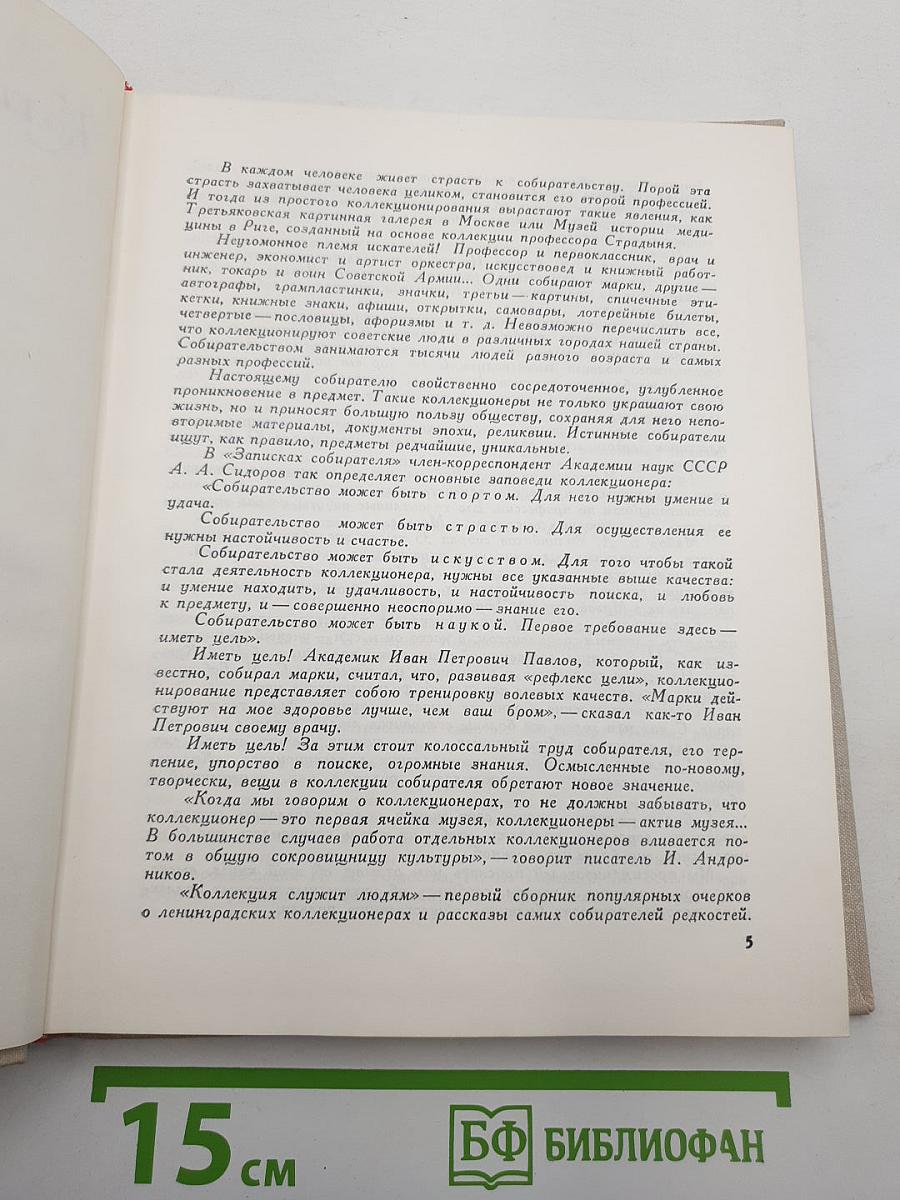 В каждом человеке живет страсть к собирательству. Порой эта
страсть захватывает человека целиком, становится его второй профессией.
И тогда из простого коллекционирования вырастают такие явления, как
Третьяковская картинная галерея в Москве или Музей истории меди-
цины в Риге, созданный на основе коллекции профессора Страдыня.
Неугомонное племя искателей! Профессор и первоклассник, врач и
инженер, экономист и артист оркестра, искусствовед и книжный работ-
ник, токарь и воин Советской Армии... Одни собирают марки, другие —
автографы, грампластинки, значки, третьи — картины, спичечные эти-
кетки, книжные знаки, афиши, открытки, самовары, лотерейные билеты,
четвертые — пословицы, афоризмы и т. д. Невозможно перечислить все,
что коллекционируют советские люди в различных городах нашей страны.
Собирательством занимаются тысячи людей разного возраста и самых
разных профессий.
Настоящему собирателю свойственно сосредоточенное, углубленное
проникновение в предмет. Такие коллекционеры не только украшают свою
жизнь, но и приносят большую пользу обществу, сохраняя для него непо-
вторимые материалы, документы эпохи, реликвии. Истинные собиратели
ищут, как правило, предметы редчайшие, уникальные.
В «Записках собирателя» член-корреспондент Академии наук СССР
А. А. Сидоров так определяет основные заповеди коллекционера:
«Собирательство может быть спортом. Для него нужны умение и
удача.
Собирательство может быть страстью. Для осуществления ее
нужны настойчивость и счастье.
Собирательство может быть искусством. Для того чтобы такой
стала деятельность коллекционера, нужны все указанные выше качества:
и умение находить, и удачливость, и настойчивость поиска, и любовь
к предмету, и — совершенно неоспоримо — знание его.
Собирательство может быть наукой. Первое требование здесь —
иметь цель».
Иметь цель! Академик Иван Петрович Павлов, который, как из-
вестно, собирал марки, считал, что, развивая «рефлекс цели», коллекцио-
нирование представляет собою тренировку волевых качеств. «Марки дей-
ствуют на мое здоровье лучше, чем ваш бром», — сказал как-то Иван
Петрович своему врачу.
Иметь цель! За этим стоит колоссальный труд собирателя, его тер-
пение, упорство в поиске, огромные знания. Осмысленные по-новому,
творчески, вещи в коллекции собирателя обретают новое значение.
«Когда мы говорим о коллекционерах, то не должны забывать, что
коллекционер — это первая ячейка музея, коллекционеры — актив музея...
В большинстве случаев работа отдельных коллекционеров вливается по-
том в общую сокровищницу культуры», — говорит писатель И. Андро-
ников.
«Коллекция служит людям» — первый сборник популярных очерков
о ленинградских коллекционерах и рассказы самих собирателей редкостей.
5
15 см
БФ БИБЛИОФАН